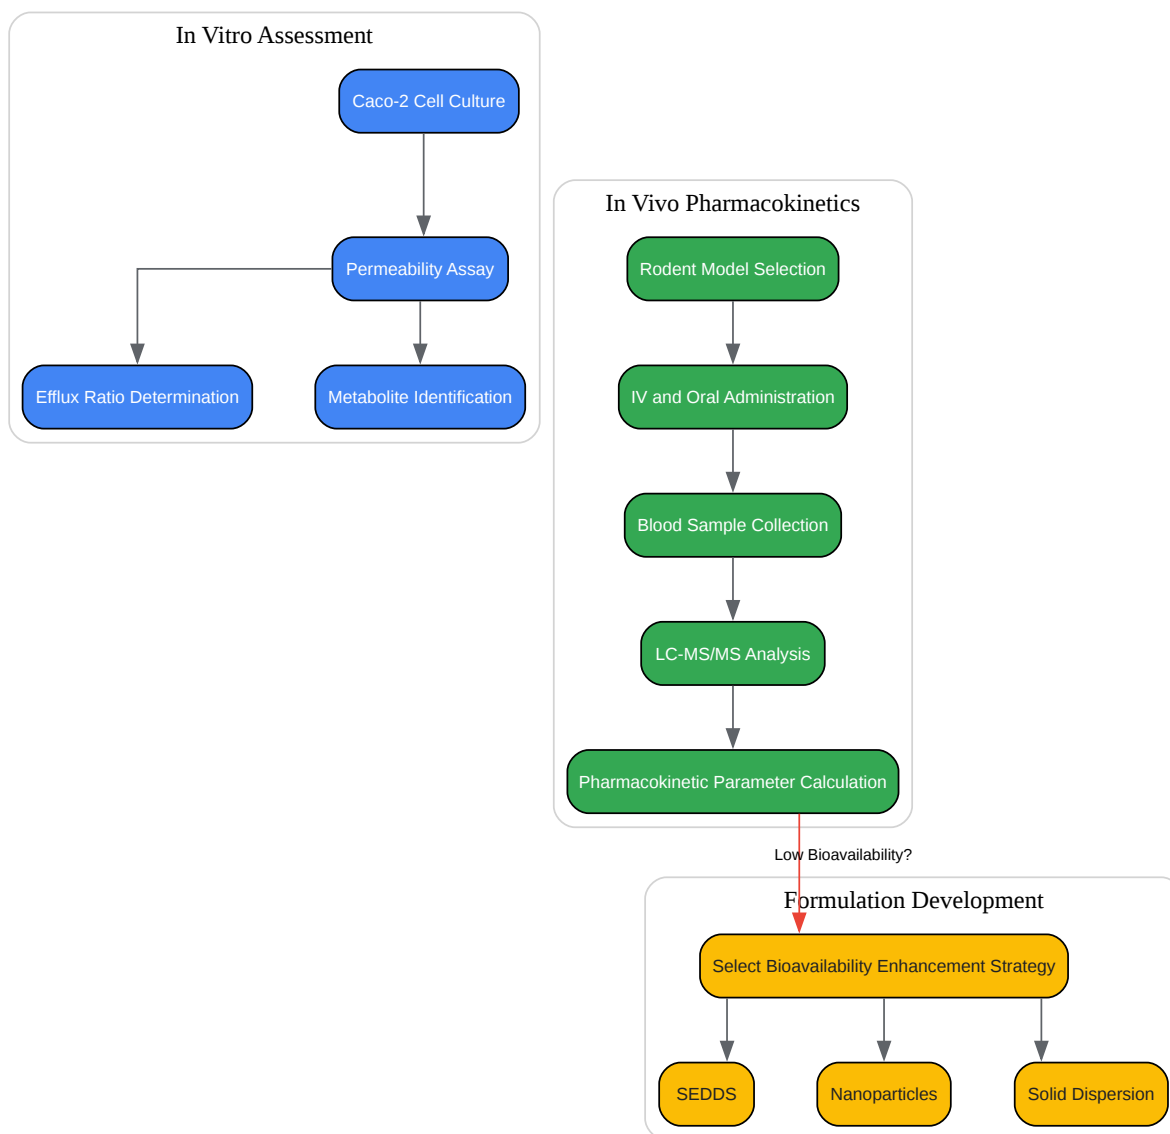 In Vitro Assessment
Caco-2 Cell Culture
Permeability Assay
Efflux Ratio Determination
Metabolite Identification
In Vivo Pharmacokinetics
Rodent Model Selection
IV and Oral Administration
Blood Sample Collection
LC-MS/MS Analysis
Pharmacokinetic Parameter Calculation
Low Bioavailability?
Formulation Development
Select Bioavailability Enhancement Strategy
SEDDS
Nanoparticles
Solid Dispersion